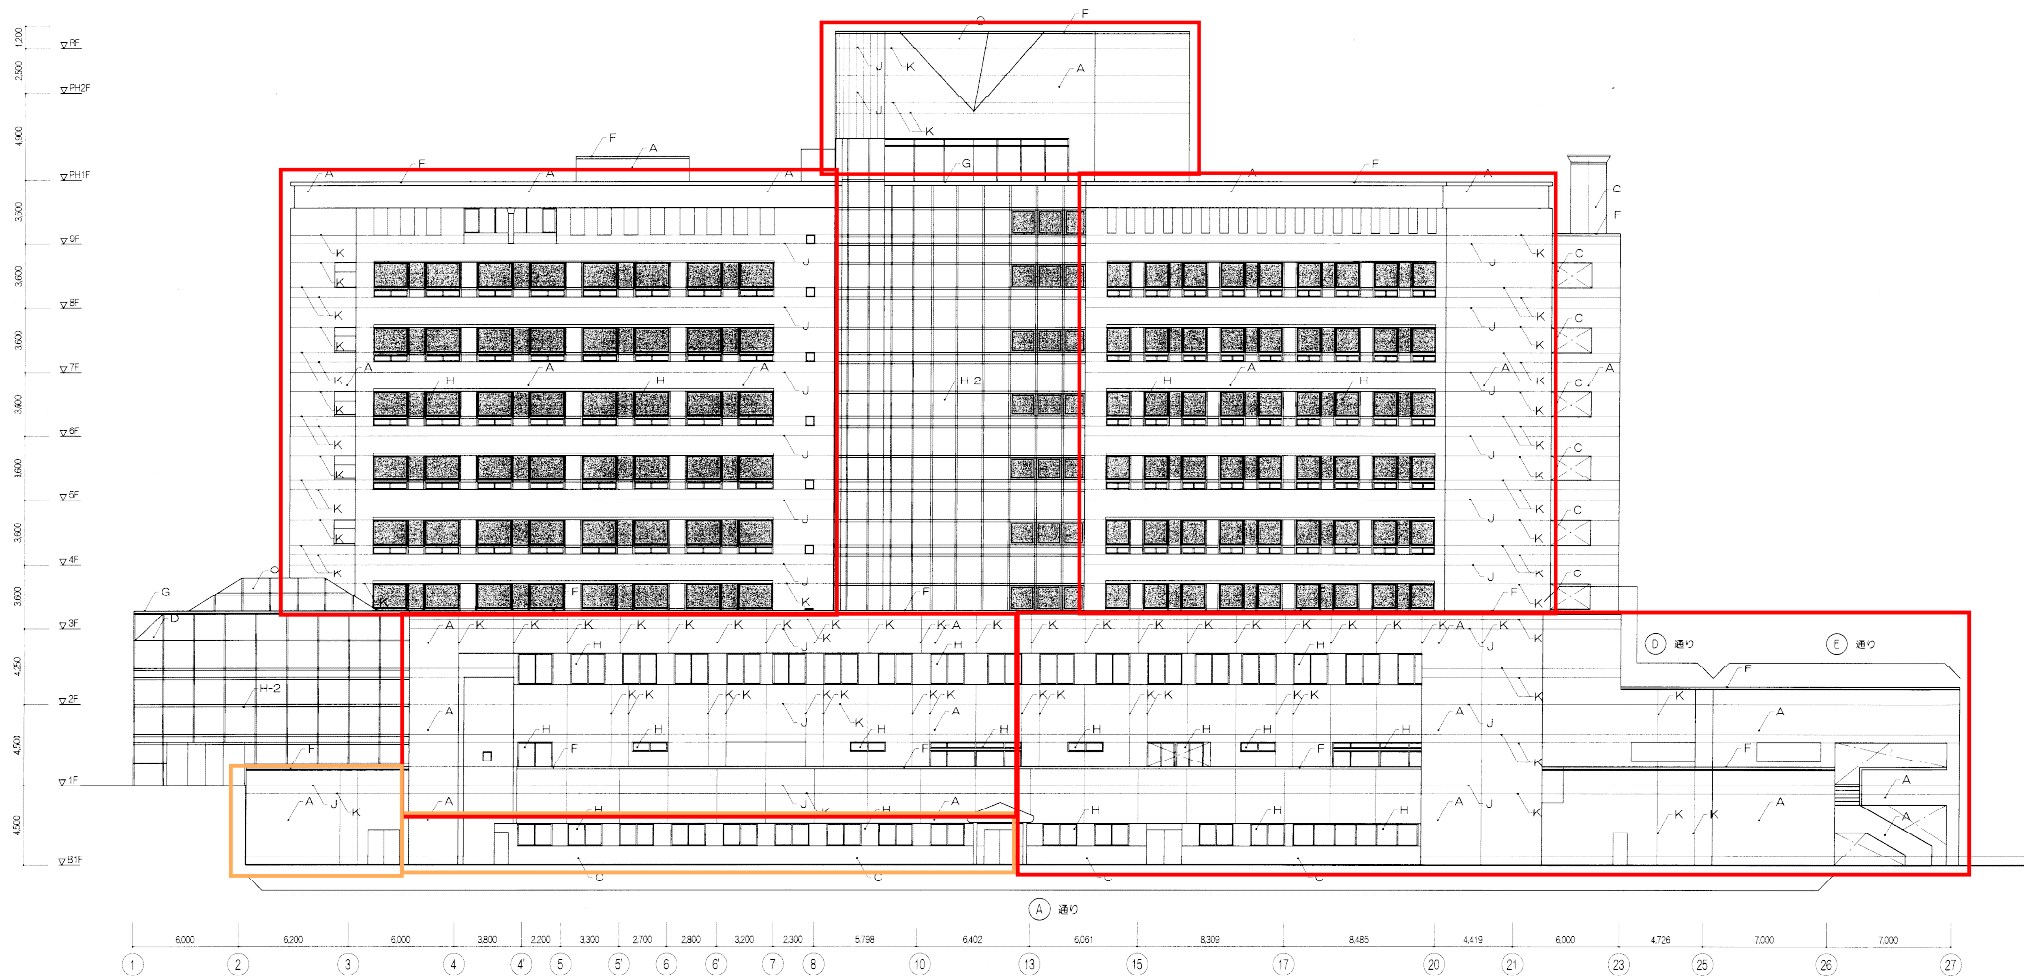 O F
1,200
▽RF
J K A
2,500
▽PH2F
J
K
4,900
F
A
▽PH1F
F G F
A A A A A C
3,300
F
▽9F
K J K
J C
3,600
K
▽8F
K J K
J
3,600
K K C
▽7F
K A A H H J A H H J A K A
H-2
3,600
K K C
▽6F
K J J K
3,600
K K C
▽5F
K J J K
3,600
K K C
▽4F
K J J K
O
3,600
G K F K F F K C
D
▽3F
A K K K K K K K J K K A K K K K K K K K K A K J K
D 通り E 通り
H H H
4,250
F
H-2
K
▽2F
K K K K J K K K K K K K K K K A J K A
A A
4,500
H H H H H H H H
F F F F F
K
▽1F
A J K A J K A A J K A A
H H H H H
4,500
H H H H H K K A
▽B1F
C C C C
A 通り
6,000 6,200 6,000 3,800 2,200 3,300 2,700 2,800 3,200 2,300 5,798 6,402 6,061 8,309 8,485 4,419 6,000 4,726 7,000 7,000
1 2 3 4 4' 5 5' 6 6' 7 8 10 13 15 17 20 21 23 25 26 27